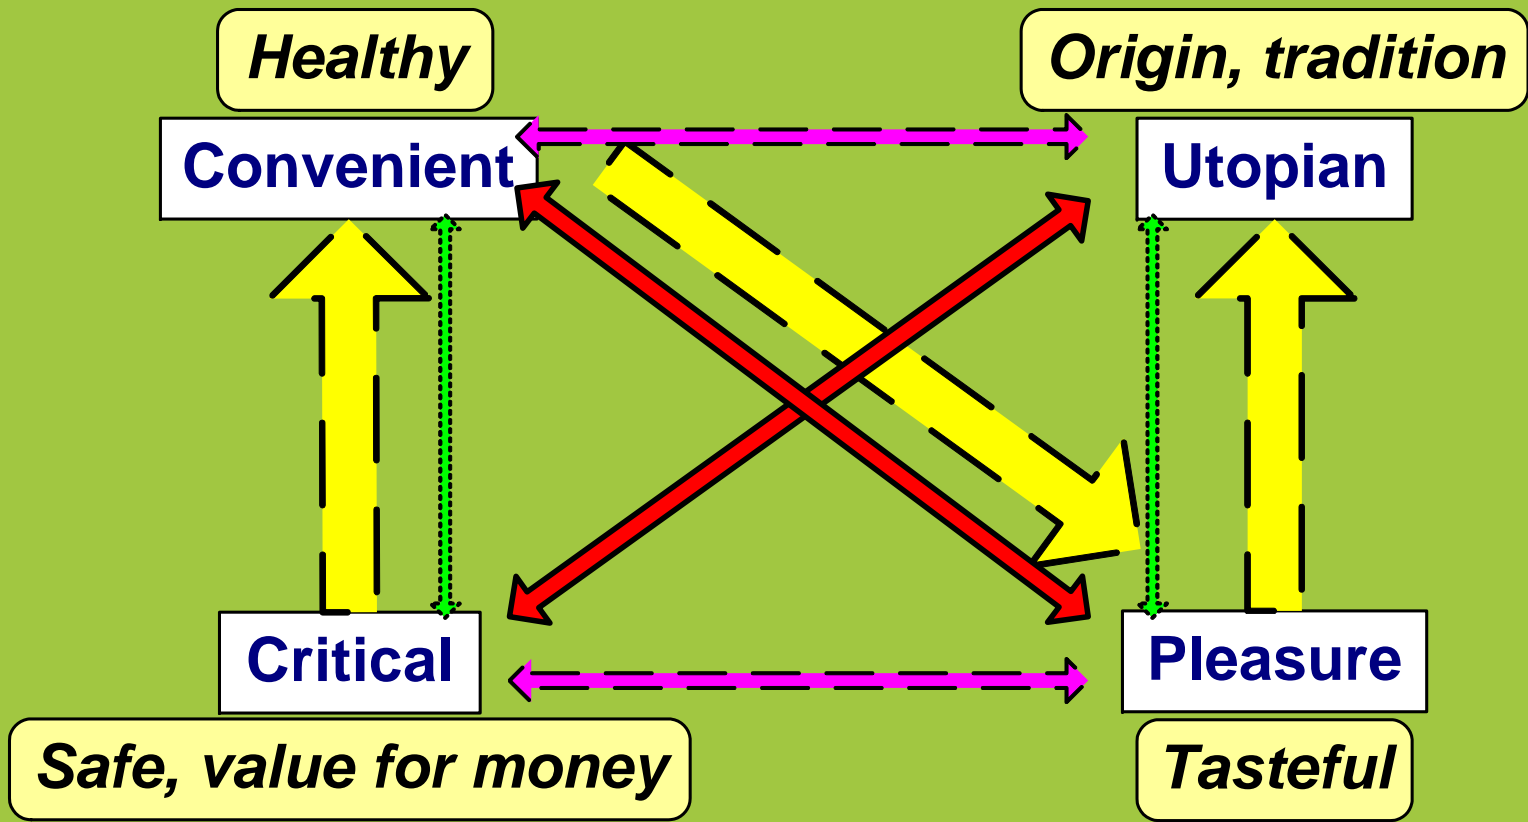 Healthy
Origin, tradition
Convenient
Utopian
Critical
Pleasure
Safe, value for money
Tasteful